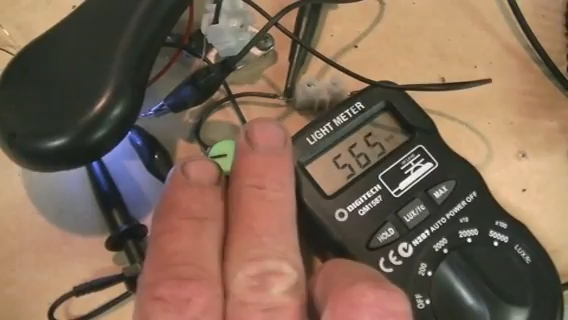 LIGHT METER
565
DIGITECH
QM1587
HOLD LUX/fc MAX
CE N257 AUTO POWER OFF
OFF 200 2000 x10 20000 x100 50000 LUX/fc